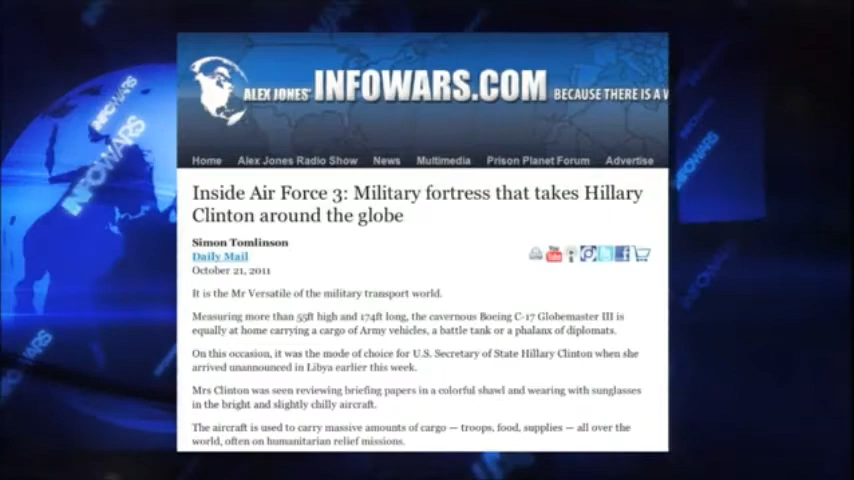 ALEX JONES' INFOWARS.COM BECAUSE THERE IS A
Home Alex Jones Radio Show News Multimedia Prison Planet Forum Advertise
Inside Air Force 3: Military fortress that takes Hillary
Clinton around the globe
Simon Tomlinson
Daily Mail
October 21, 2011
It is the Mr Versatile of the military transport world.
Measuring more than 55ft high and 174ft long, the cavernous Boeing C-17 Globemaster III is
equally at home carrying a cargo of Army vehicles, a battle tank or a phalanx of diplomats.
On this occasion, it was the mode of choice for U.S. Secretary of State Hillary Clinton when she
arrived unannounced in Libya earlier this week.
Mrs Clinton was seen reviewing briefing papers in a colorful shawl and wearing with sunglasses
in the bright and slightly chilly aircraft.
The aircraft is used to carry massive amounts of cargo — troops, food, supplies — all over the
world, often on humanitarian relief missions.
INFOWARS
INFOWARS
INFOWARS
INFOWARS
INFOWARS